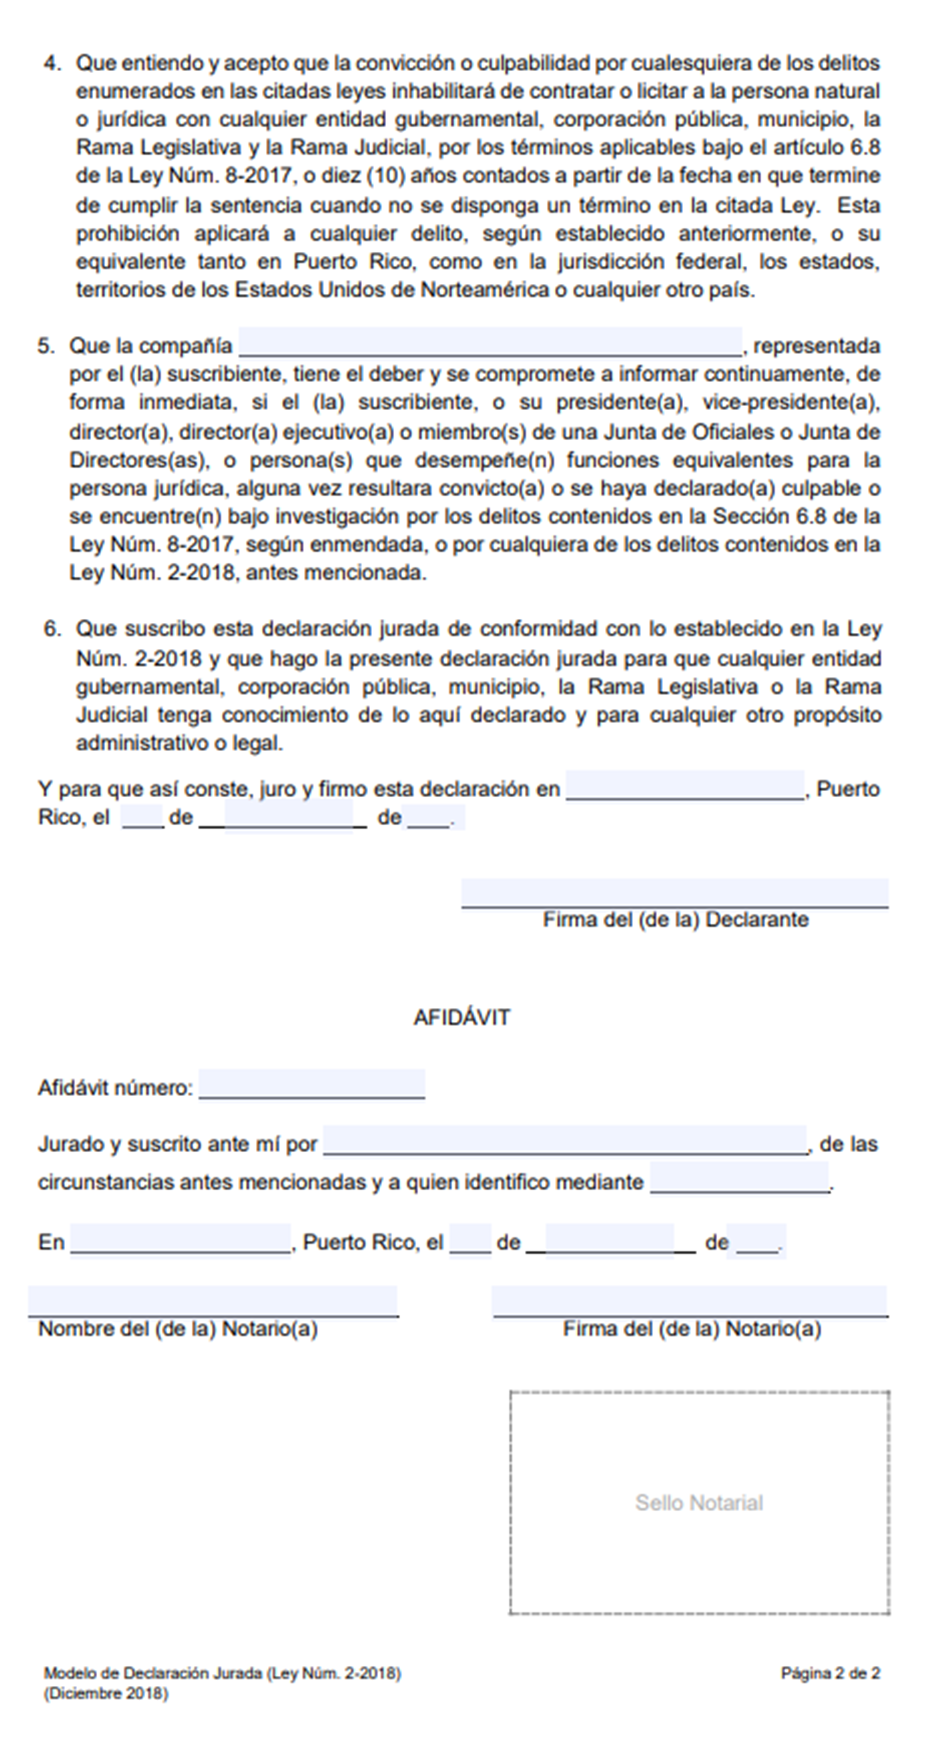 4. Que entiendo y acepto que la convicción o culpabilidad por cualesquiera de los delitos
enumerados en las citadas leyes inhabilitará de contratar o licitar a la persona natural
o jurídica con cualquier entidad gubernamental, corporación pública, municipio, la
Rama Legislativa y la Rama Judicial, por los términos aplicables bajo el artículo 6.8
de la Ley Núm. 8-2017, o diez (10) años contados a partir de la fecha en que termine
de cumplir la sentencia cuando no se disponga un término en la citada Ley. Esta
prohibición aplicará a cualquier delito, según establecido anteriormente, o su
equivalente tanto en Puerto Rico, como en la jurisdicción federal, los estados,
territorios de los Estados Unidos de Norteamérica o cualquier otro país.
5. Que la compañía ____________________, representada
por el (la) suscribiente, tiene el deber y se compromete a informar continuamente, de
forma inmediata, si el (la) suscribiente, o su presidente(a), vice-presidente(a),
director(a), director(a) ejecutivo(a) o miembro(s) de una Junta de Oficiales o Junta de
Directores(as), o persona(s) que desempeñe(n) funciones equivalentes para la
persona jurídica, alguna vez resultara convicto(a) o se haya declarado(a) culpable o
se encuentre(n) bajo investigación por los delitos contenidos en la Sección 6.8 de la
Ley Núm. 8-2017, según enmendada, o por cualquiera de los delitos contenidos en la
Ley Núm. 2-2018, antes mencionada.
6. Que suscribo esta declaración jurada de conformidad con lo establecido en la Ley
Núm. 2-2018 y que hago la presente declaración jurada para que cualquier entidad
gubernamental, corporación pública, municipio, la Rama Legislativa o la Rama
Judicial tenga conocimiento de lo aquí declarado y para cualquier otro propósito
administrativo o legal.
Y para que así conste, juro y firmo esta declaración en ____________________, Puerto
Rico, el ____ de ______________ de ____.
Firma del (de la) Declarante
AFIDÁVIT
Afidávit número: ____________________
Jurado y suscrito ante mí por ____________________, de las
circunstancias antes mencionadas y a quien identifico mediante ________________.
En ____________________, Puerto Rico, el ____ de ______________ de ____.
Nombre del (de la) Notario(a) Firma del (de la) Notario(a)
Sello Notarial
Modelo de Declaración Jurada (Ley Núm. 2-2018) Página 2 de 2
(Diciembre 2018)